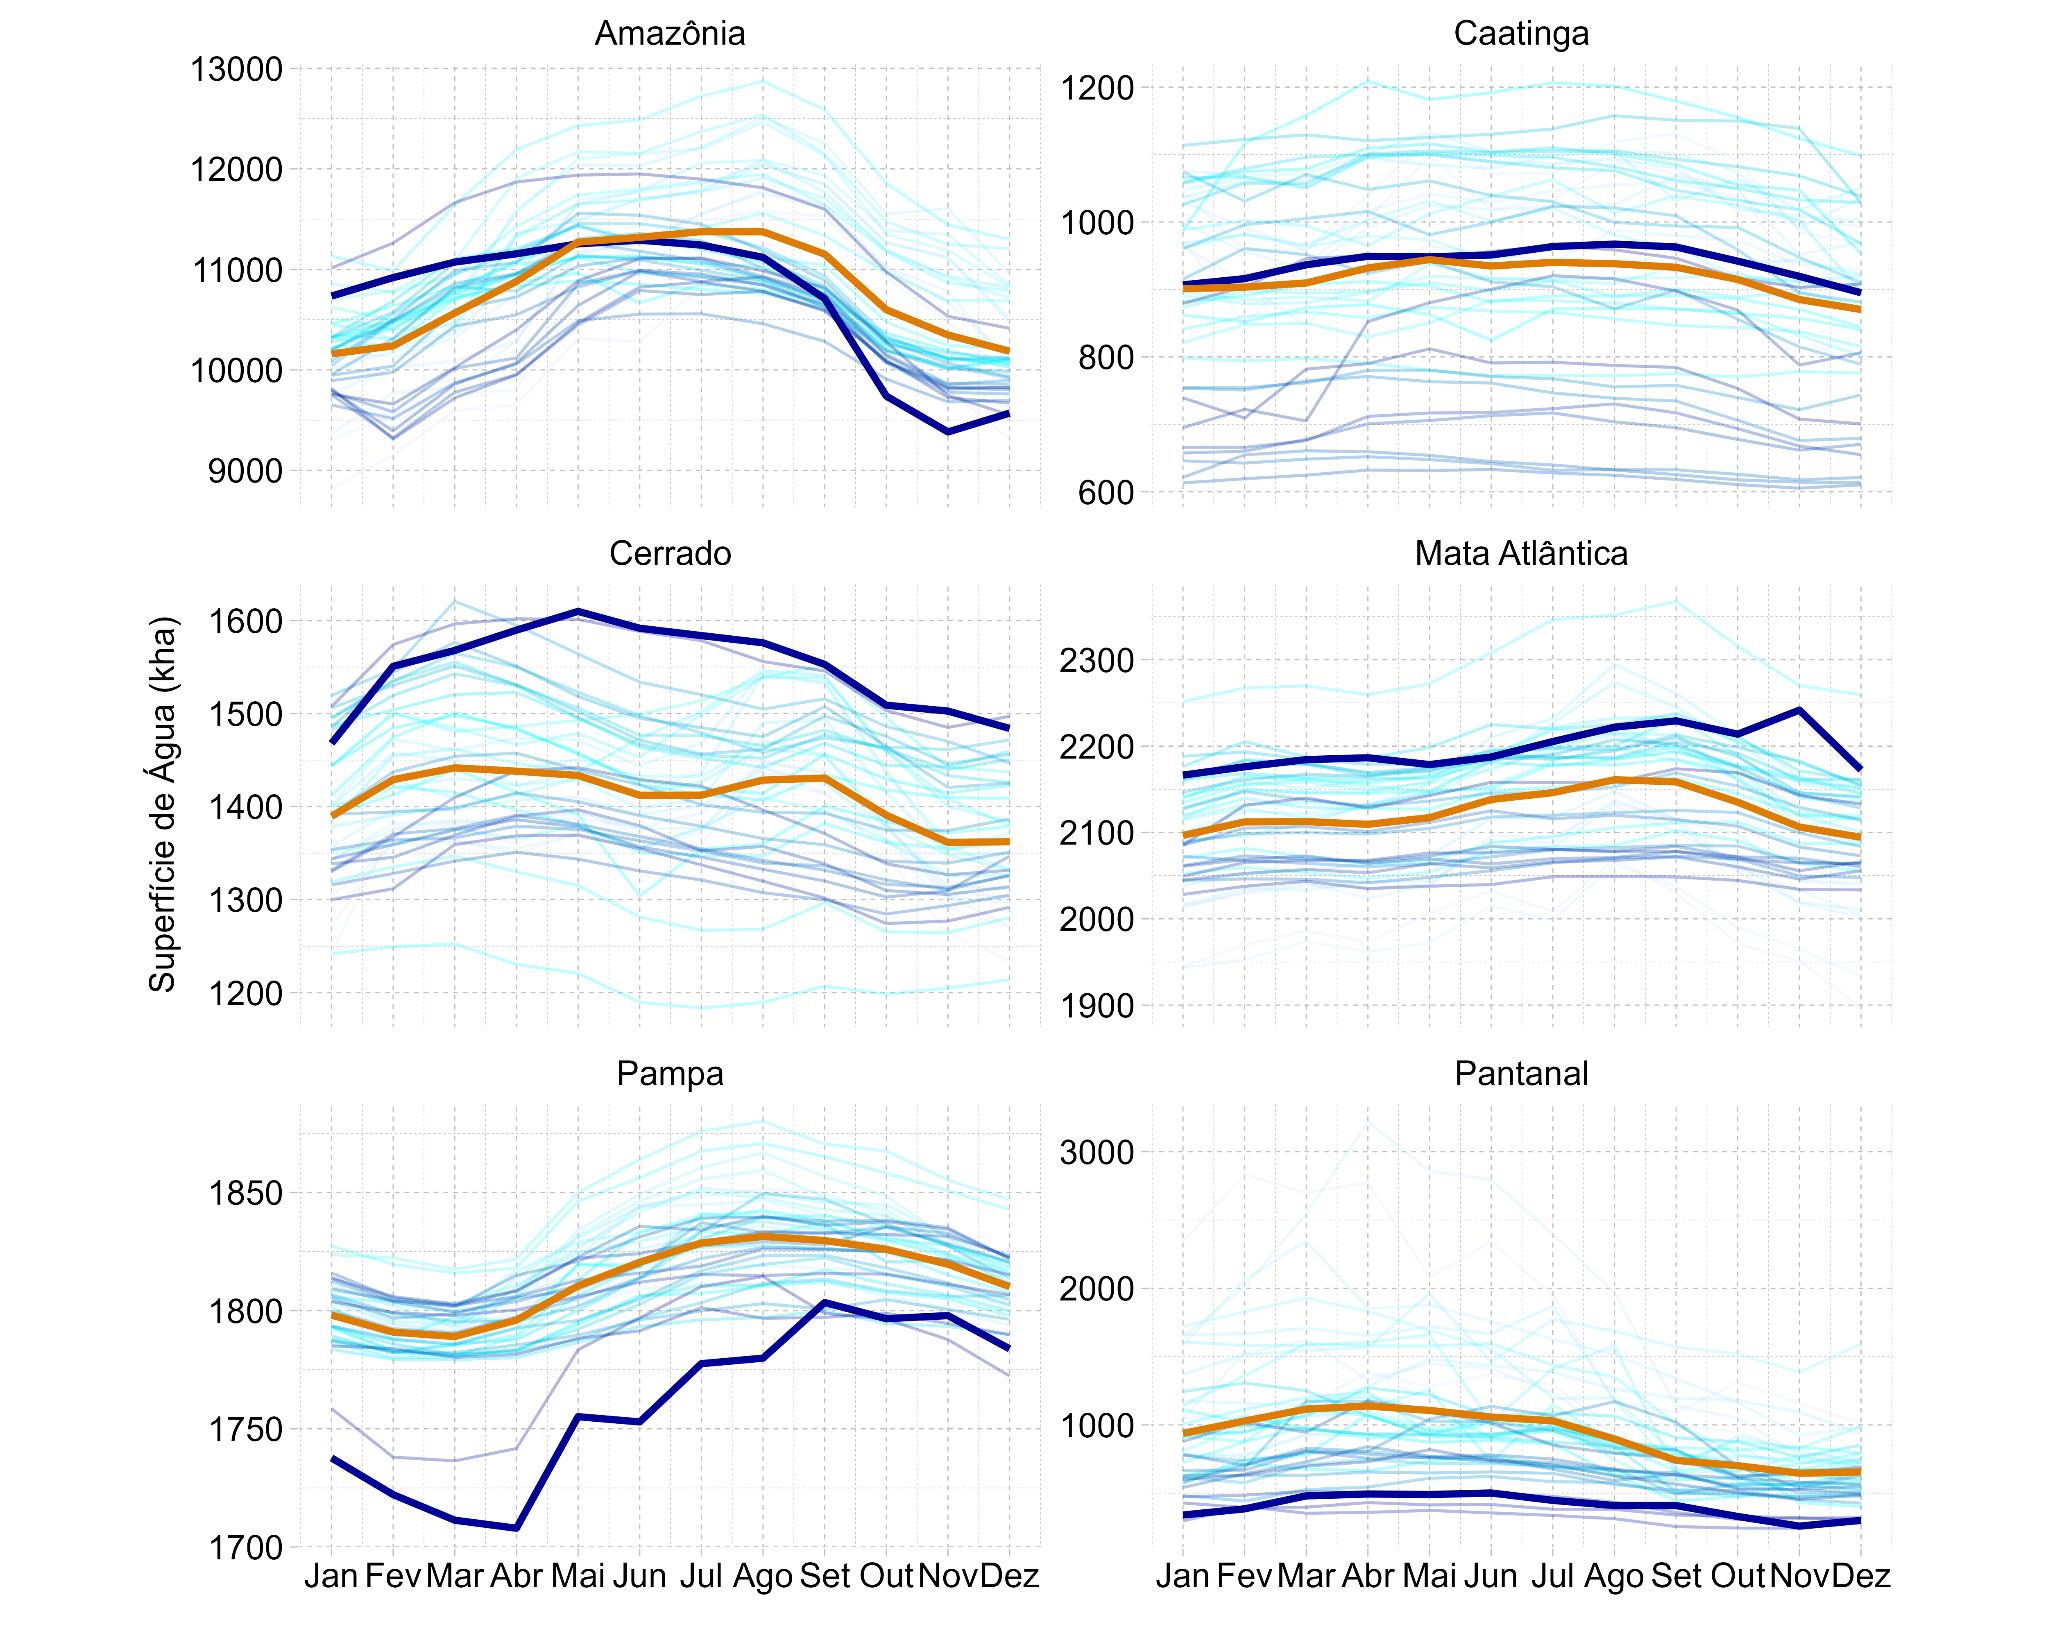 Amazônia
Caatinga
13000
12000
11000
10000
9000
1200
1000
800
600
Cerrado
Mata Atlântica
Superfície de Água (kha)
1600
1500
1400
1300
1200
2300
2200
2100
2000
1900
Pampa
Pantanal
1850
1800
1750
1700
3000
2000
1000
Jan Fev Mar Abr Mai Jun Jul Ago Set Out Nov Dez
Jan Fev Mar Abr Mai Jun Jul Ago Set Out Nov Dez